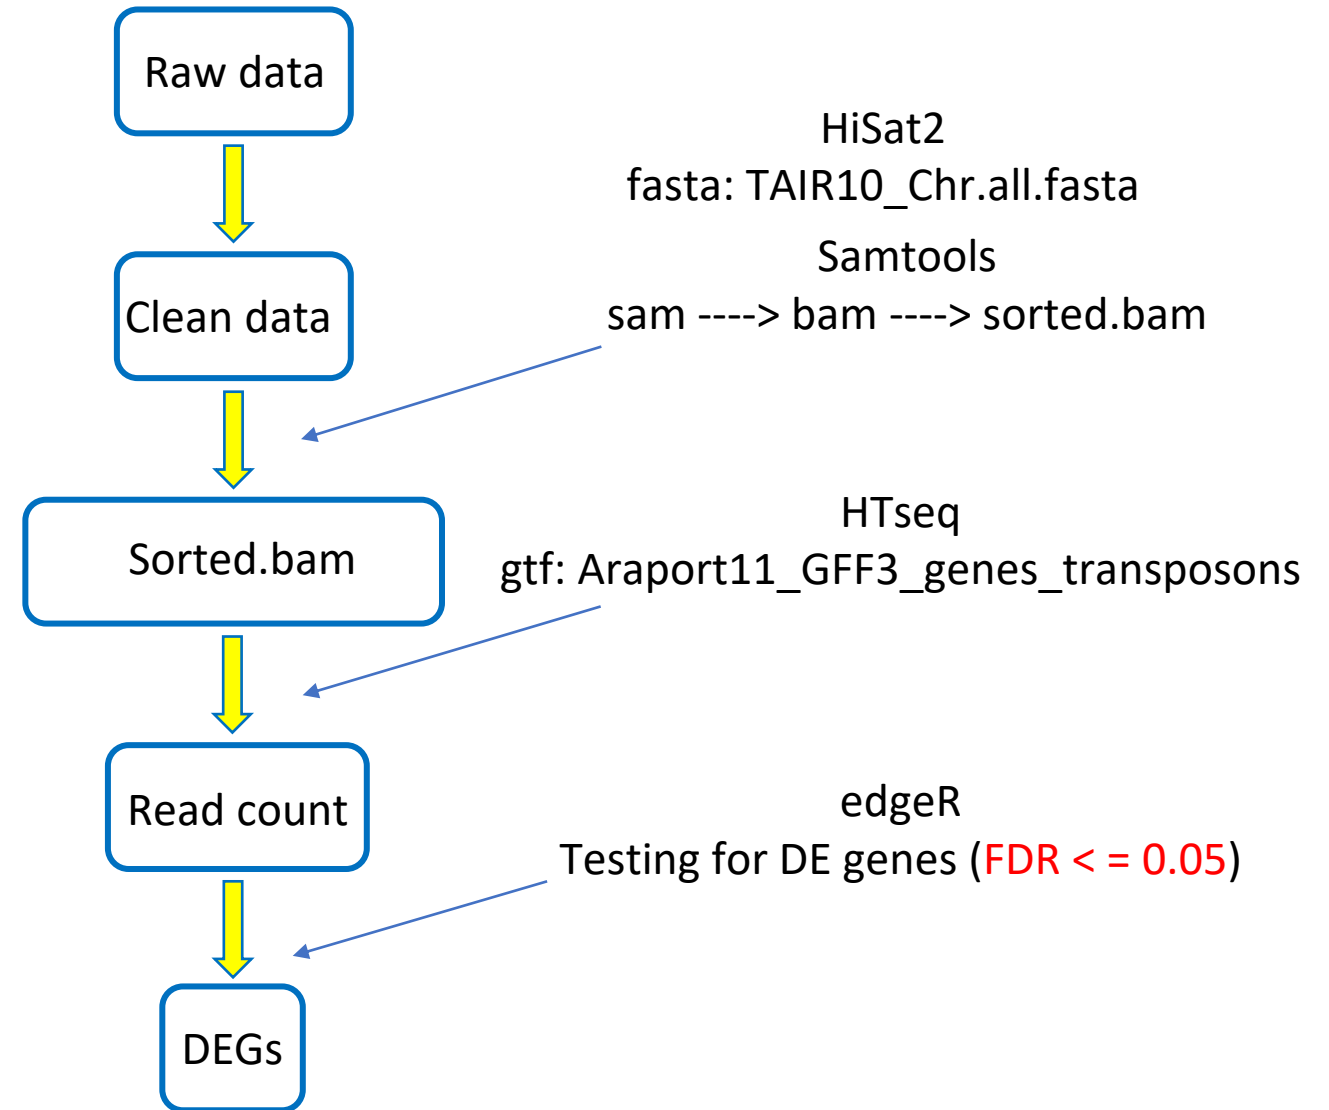 Raw data
HiSat2
fasta: TAIR10_Chr.all.fasta
Samtools
sam ----> bam ----> sorted.bam
Clean data
Sorted.bam
HTseq
gtf: Araport11_GFF3_genes_transposons
Read count
edgeR
Testing for DE genes (FDR < = 0.05)
DEGs